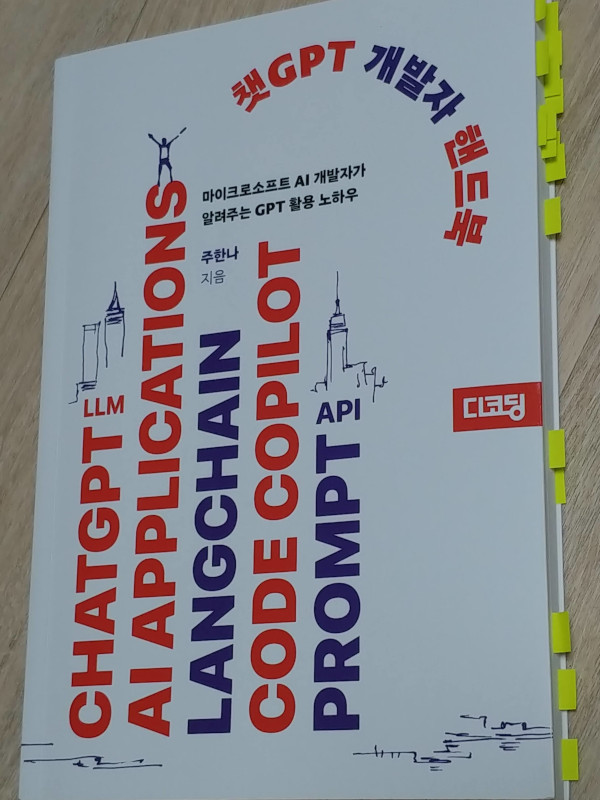 챗GPT 개발자 핸드북
마이크로소프트 AI 개발자가
알려주는 GPT 활용 노하우
주한나
지음
CHATGPT LLM
AI APPLICATIONS
LANGCHAIN
CODE COPILOT
PROMPT API
디코딩